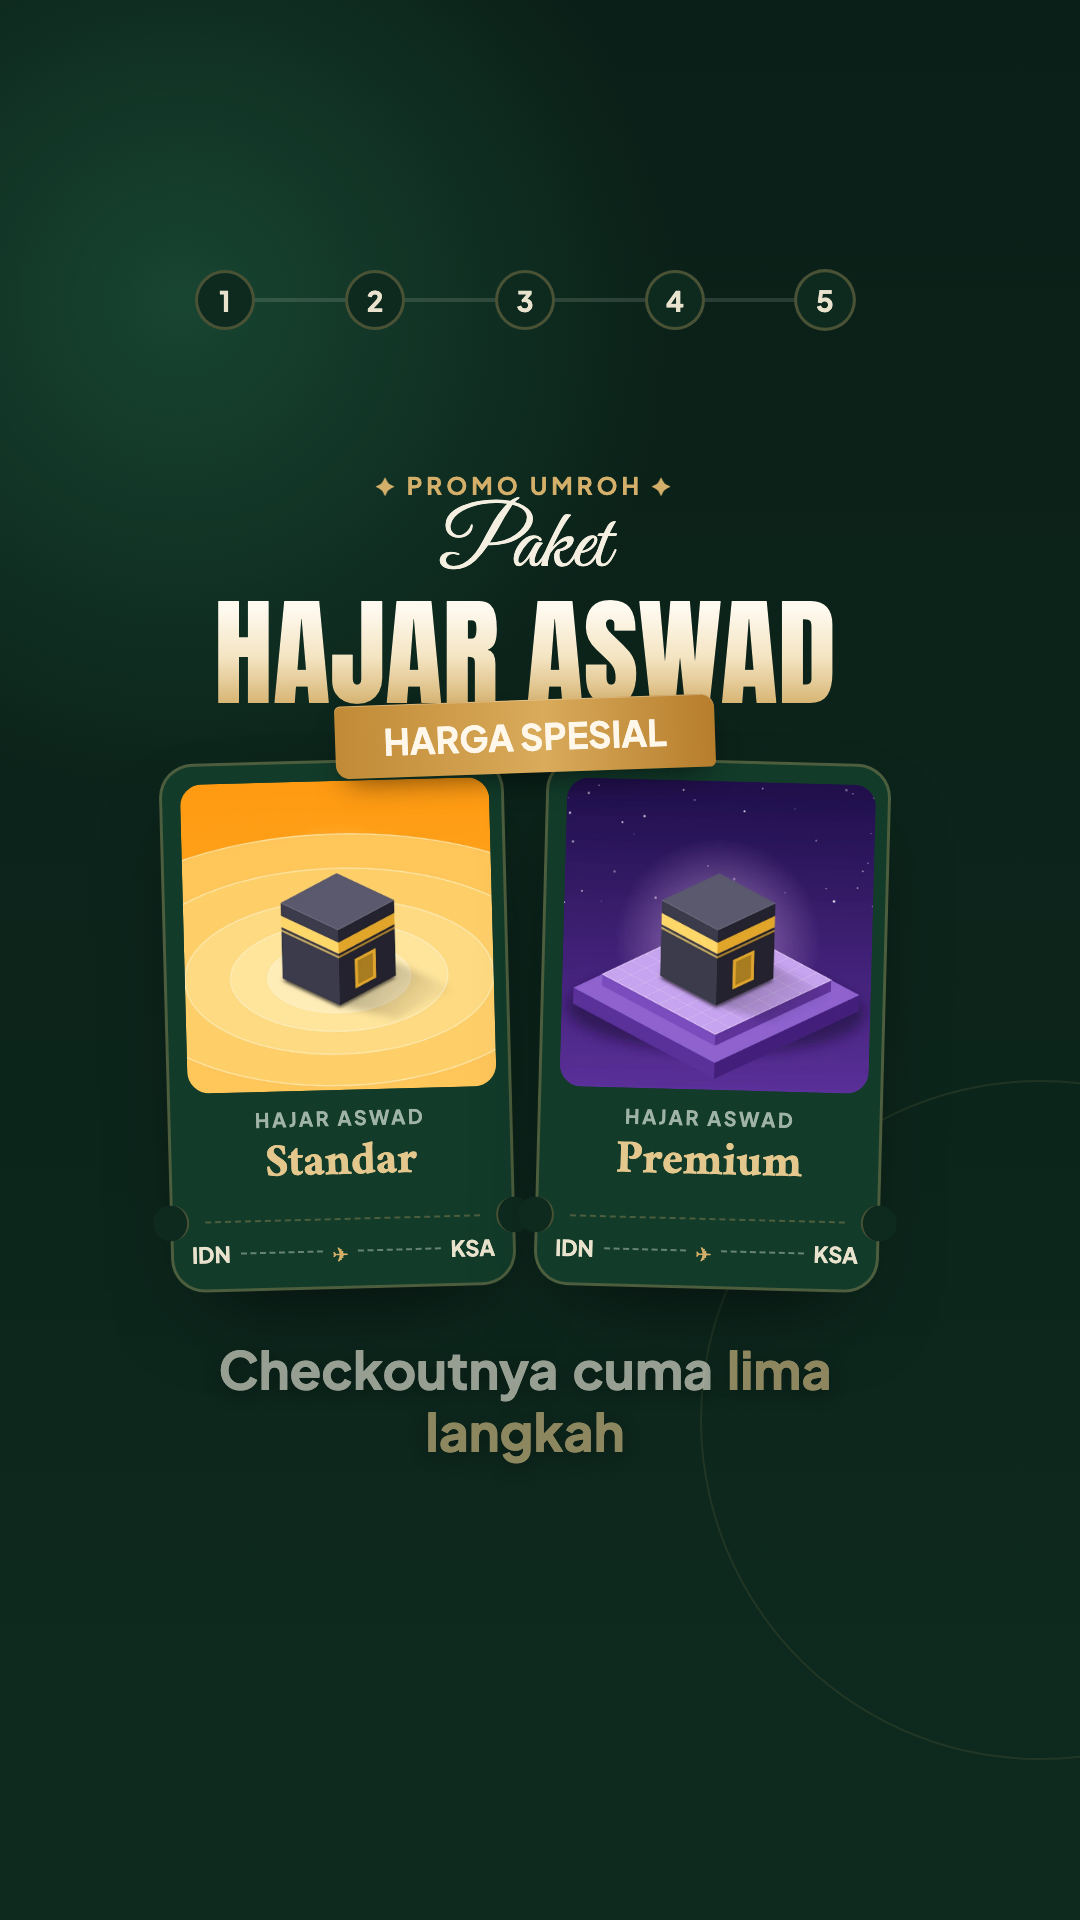 1 2 3 4 5
PROMO UMROH
Paket
HAJAR ASWAD
HARGA SPESIAL
HAJAR ASWAD
Standar
IDN KSA
HAJAR ASWAD
Premium
IDN KSA
Checkoutnya cuma lima
langkah